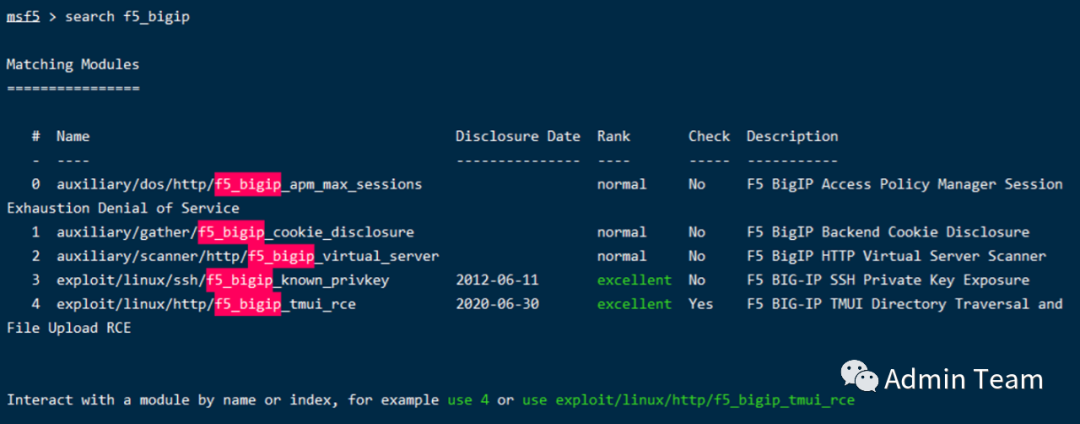 msf5 > search f5_bigip
Matching Modules
================
# Name Disclosure Date Rank Check Description
- ---- --------------- ---- ----- -----------
0 auxiliary/dos/http/f5_bigip_apm_max_sessions normal No F5 BigIP Access Policy Manager Session
Exhaustion Denial of Service
1 auxiliary/gather/f5_bigip_cookie_disclosure normal No F5 BigIP Backend Cookie Disclosure
2 auxiliary/scanner/http/f5_bigip_virtual_server normal No F5 BigIP HTTP Virtual Server Scanner
3 exploit/linux/ssh/f5_bigip_known_privkey 2012-06-11 excellent No F5 BIG-IP SSH Private Key Exposure
4 exploit/linux/http/f5_bigip_tmui_rce 2020-06-30 excellent Yes F5 BIG-IP TMUI Directory Traversal and
File Upload RCE
Admin Team
Interact with a module by name or index, for example use 4 or use exploit/linux/http/f5_bigip_tmui_rce